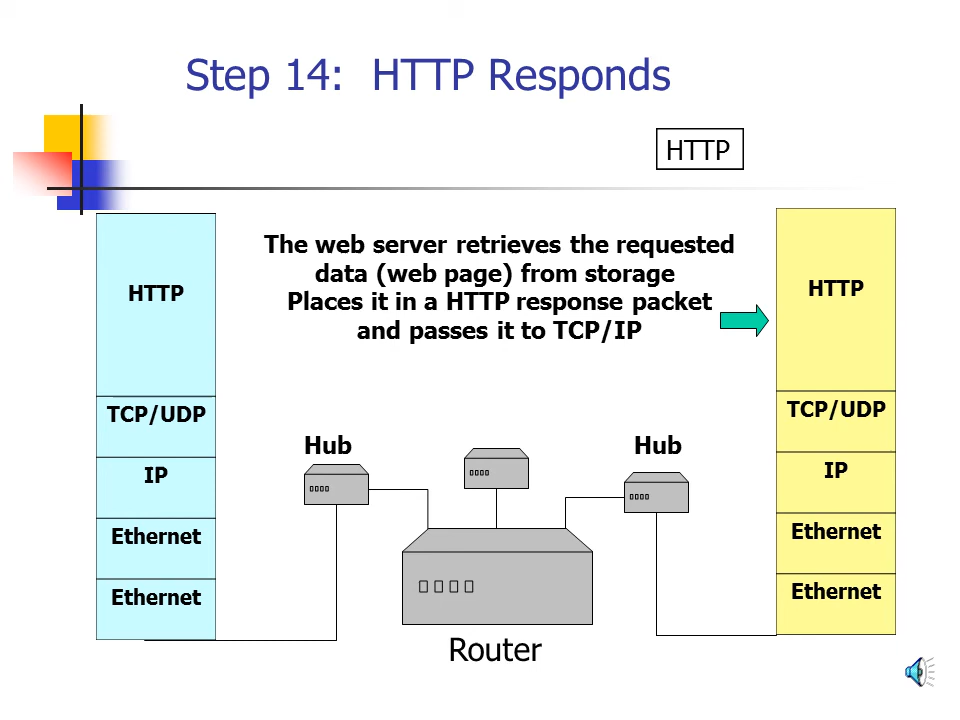 Step 14: HTTP Responds
HTTP
The web server retrieves the requested
data (web page) from storage
Places it in a HTTP response packet
and passes it to TCP/IP
HTTP
TCP/UDP
IP
Ethernet
Ethernet
Hub
Hub
Router
HTTP
TCP/UDP
IP
Ethernet
Ethernet